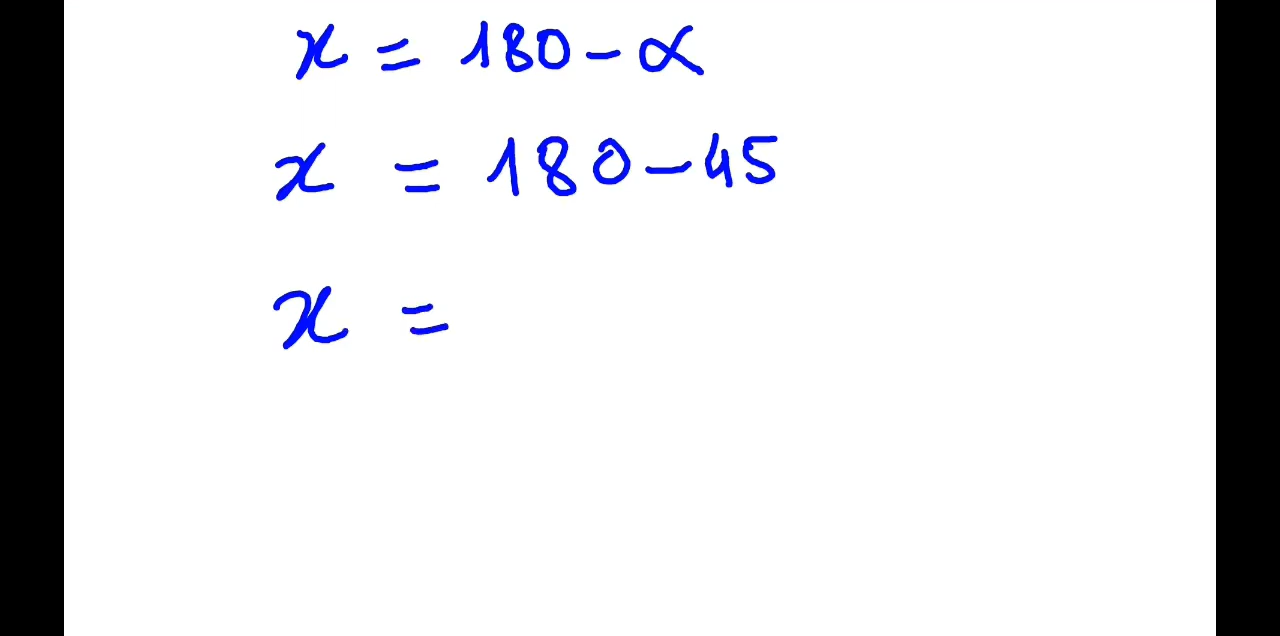 x = 180 - α
x = 180 - 45
x =